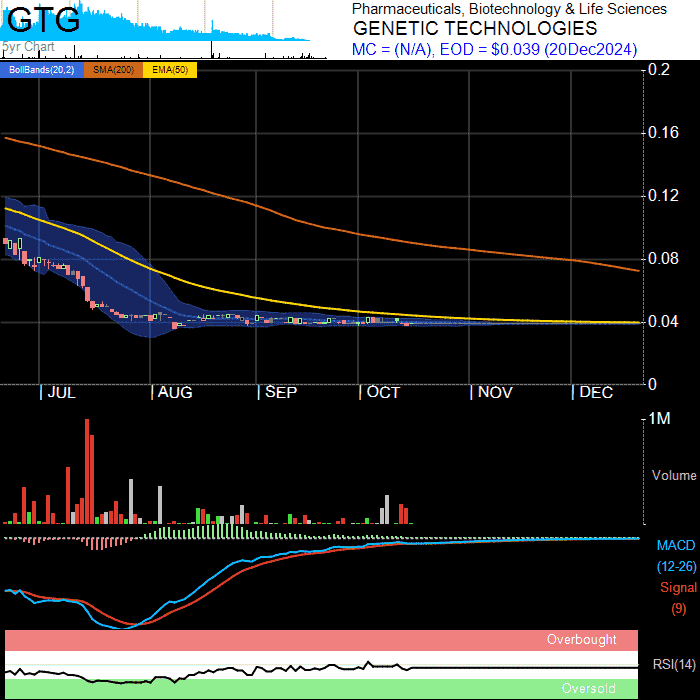 GTG
5yr Chart
Pharmaceuticals, Biotechnology & Life Sciences
GENETIC TECHNOLOGIES
MC = (N/A), EOD = $0.039 (20Dec2024)
BollBands(20,2) SMA(200) EMA(50)
0.2
0.16
0.12
0.08
0.04
0
JUL AUG SEP OCT NOV DEC
1M
Volume
MACD
(12-26)
Signal
(9)
Overbought
RSI(14)
Oversold